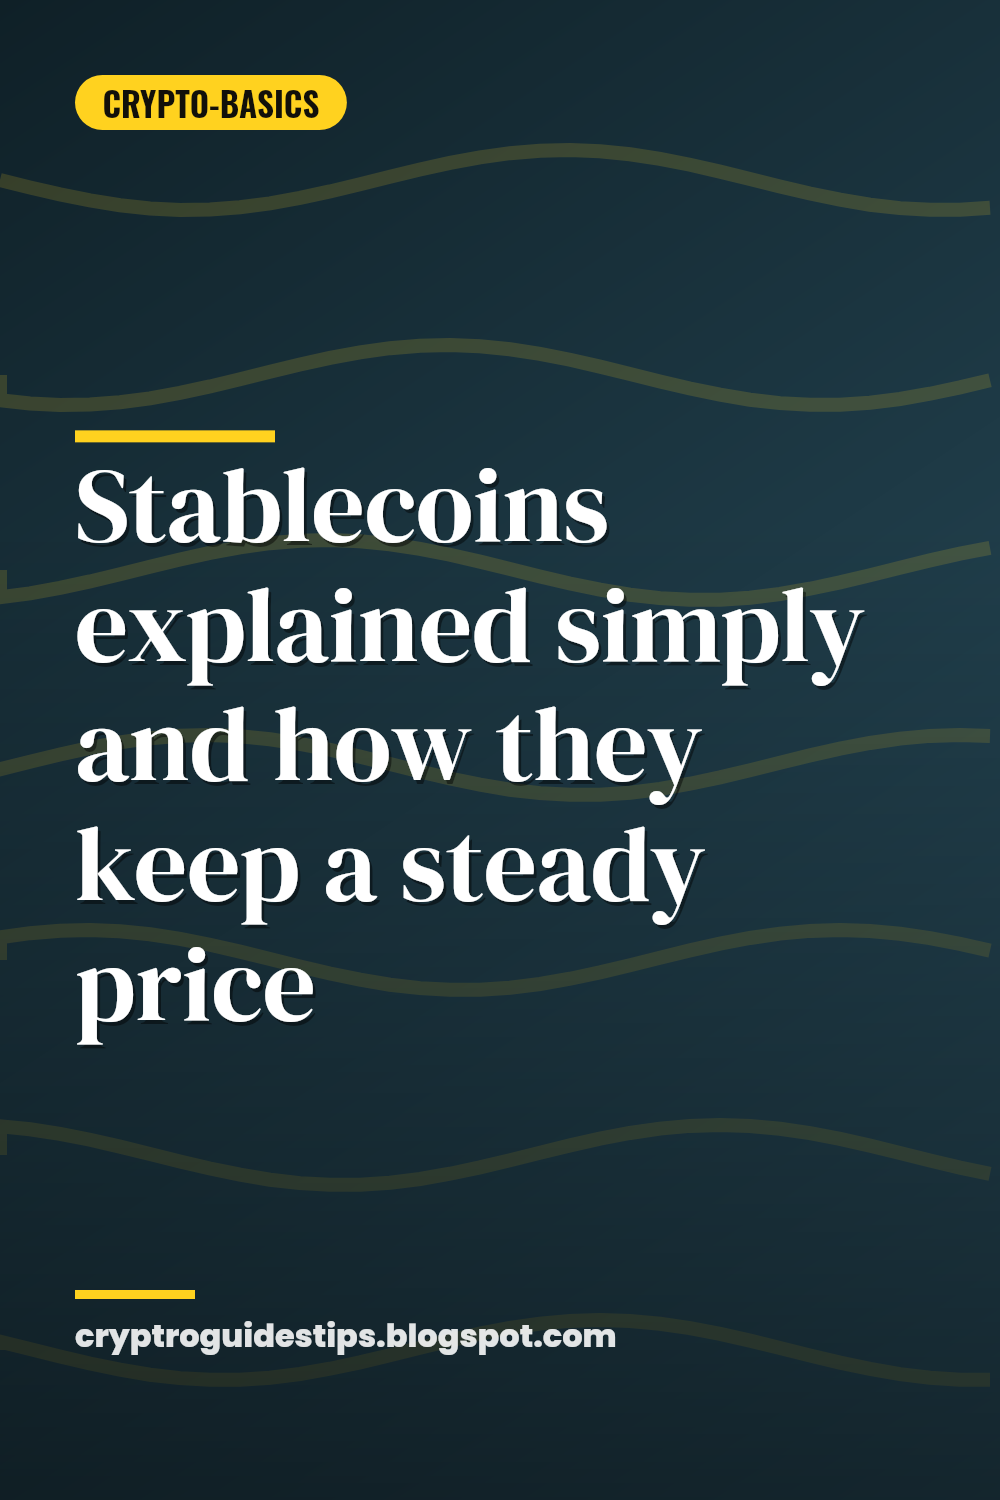 CRYPTO-BASICS
Stablecoins
explained simply
and how they
keep a steady
price
cryptroguidestips.blogspot.com